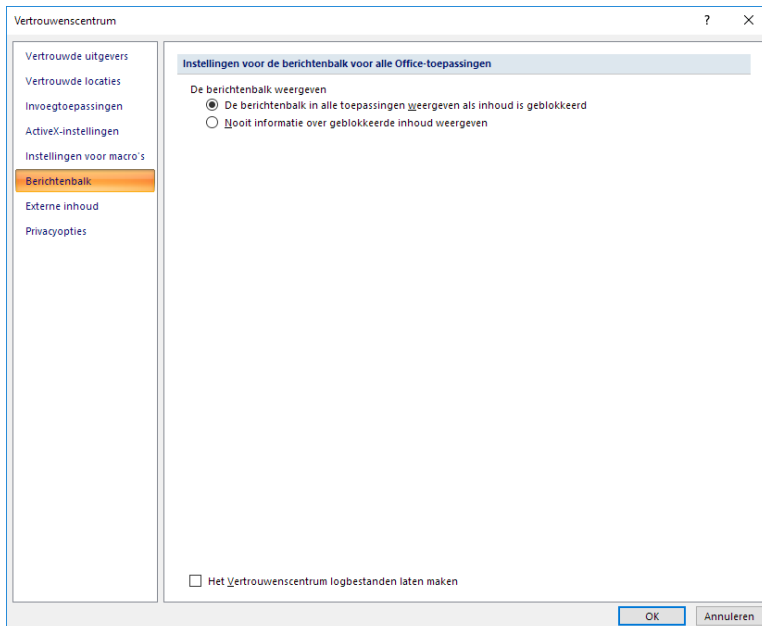 Vertrouwenscentrum
?
Vertrouwde uitgevers
Vertrouwde locaties
Invoegtoepassingen
ActiveX-instellingen
Instellingen voor macro's
Berichtenbalk
Externe inhoud
Privacyopties
Instellingen voor de berichtenbalk voor alle Office-toepassingen
De berichtenbalk weergeven
De berichtenbalk in alle toepassingen weergeven als inhoud is geblokkeerd
Nooit informatie over geblokkeerde inhoud weergeven
Het Vertrouwenscentrum logbestanden laten maken
OK
Annuleren